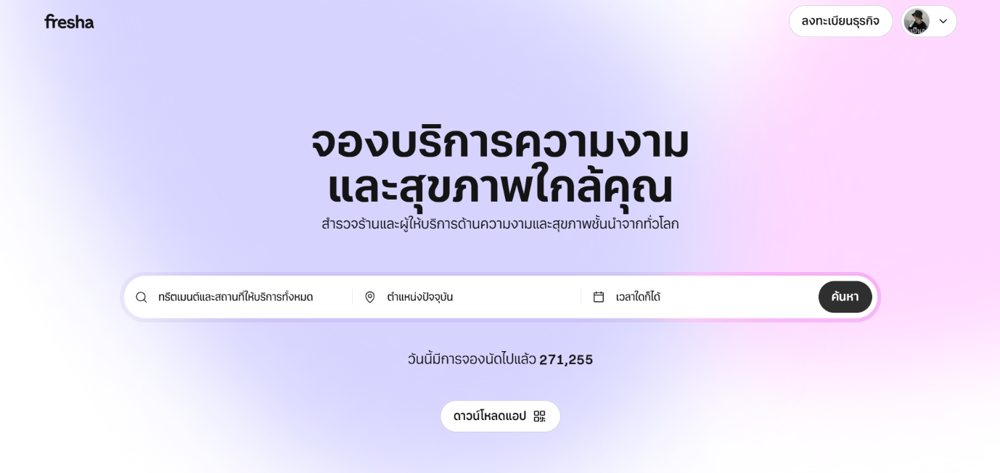 fresha
ลงทะเบียนธุรกิจ
จองบริการความงาม
และสุขภาพใกล้คุณ
สำรวจร้านและผู้ให้บริการด้านความงามและสุขภาพชั้นนำจากทั่วโลก
ทรีตเมนต์และสถานที่ให้บริการทั้งหมด
ตำแหน่งปัจจุบัน
เวลาใดก็ได้
ค้นหา
วันนี้มีการจองนัดไปแล้ว 271,255
ดาวน์โหลดแอป